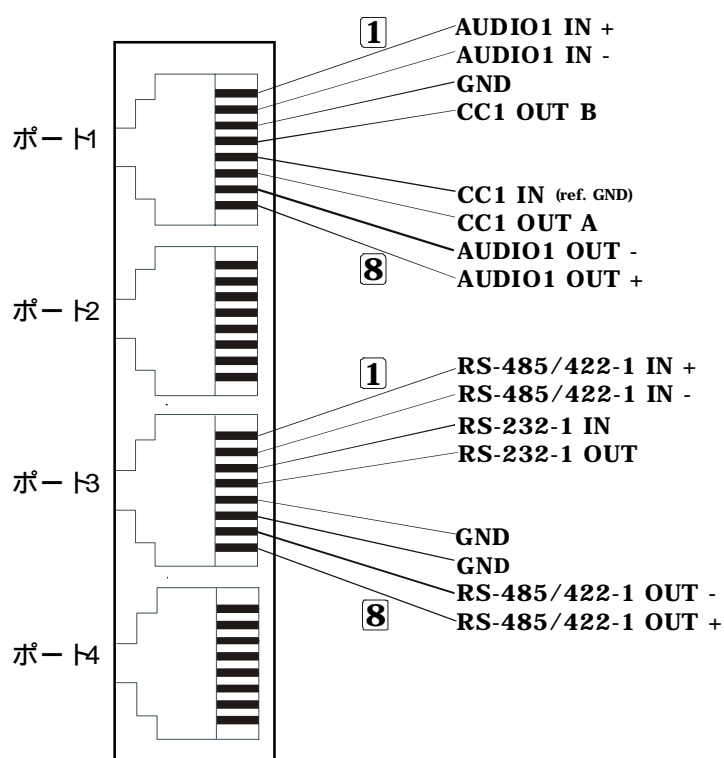 1
AUDIO1 IN +
AUDIO1 IN -
GND
CC1 OUT B
ポート1
CC1 IN (ref. GND)
CC1 OUT A
AUDIO1 OUT -
8
AUDIO1 OUT +
ポート2
1
RS-485/422-1 IN +
RS-485/422-1 IN -
RS-232-1 IN
RS-232-1 OUT
ポート3
GND
GND
RS-485/422-1 OUT -
8
RS-485/422-1 OUT +
ポート4